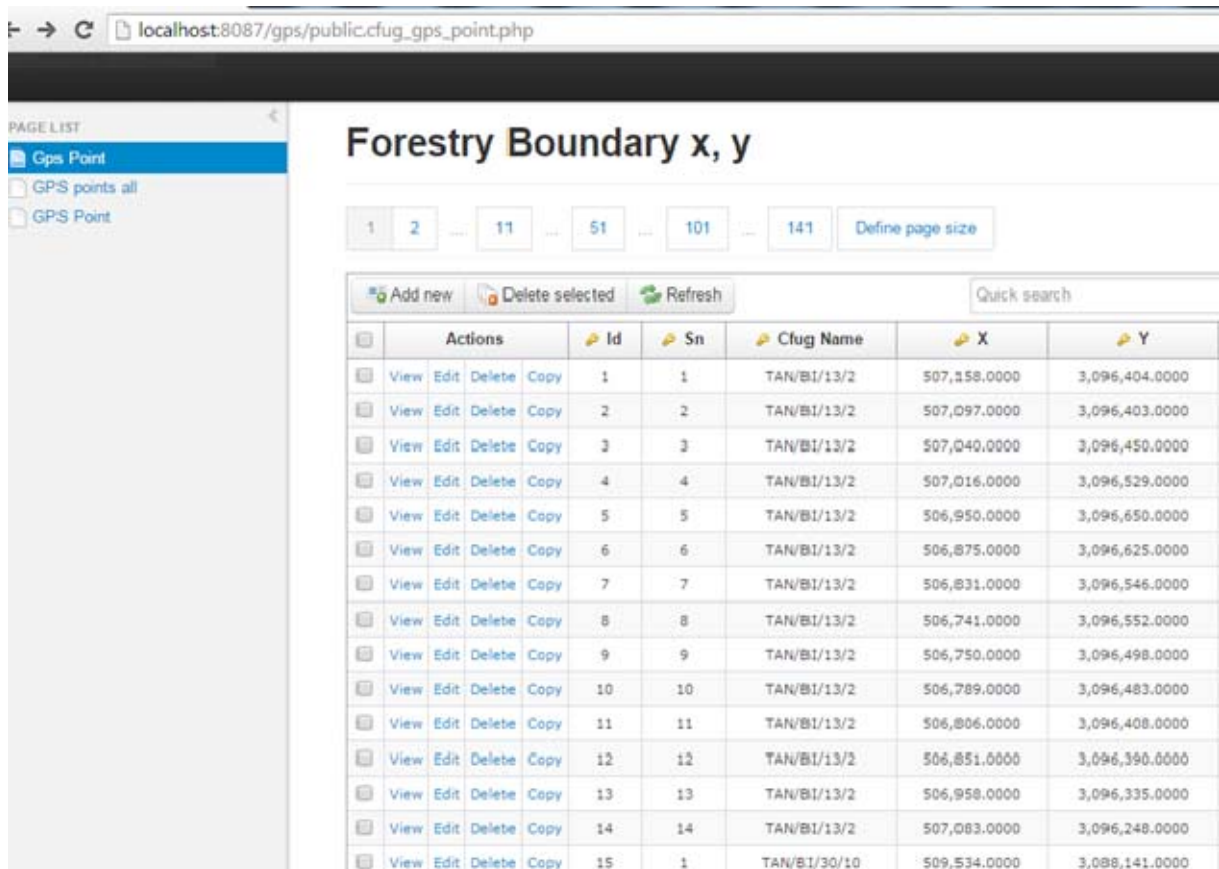 localhost:8087/gps/public.cfug_gps_point.php
PAGE LIST
Gps Point
GPS points all
GPS Point
Forestry Boundary x, y
1 2 ... 11 ... 51 ... 101 ... 141 Define page size
Add new Delete selected Refresh Quick search
Actions Id Sn Cfug Name X Y
View Edit Delete Copy 1 1 TAN/BI/13/2 507,158.0000 3,096,404.0000
View Edit Delete Copy 2 2 TAN/BI/13/2 507,097.0000 3,096,403.0000
View Edit Delete Copy 3 3 TAN/BI/13/2 507,040.0000 3,096,450.0000
View Edit Delete Copy 4 4 TAN/BI/13/2 507,016.0000 3,096,529.0000
View Edit Delete Copy 5 5 TAN/BI/13/2 506,950.0000 3,096,650.0000
View Edit Delete Copy 6 6 TAN/BI/13/2 506,875.0000 3,096,625.0000
View Edit Delete Copy 7 7 TAN/BI/13/2 506,831.0000 3,096,546.0000
View Edit Delete Copy 8 8 TAN/BI/13/2 506,741.0000 3,096,552.0000
View Edit Delete Copy 9 9 TAN/BI/13/2 506,750.0000 3,096,498.0000
View Edit Delete Copy 10 10 TAN/BI/13/2 506,789.0000 3,096,483.0000
View Edit Delete Copy 11 11 TAN/BI/13/2 506,806.0000 3,096,408.0000
View Edit Delete Copy 12 12 TAN/BI/13/2 506,851.0000 3,096,390.0000
View Edit Delete Copy 13 13 TAN/BI/13/2 506,958.0000 3,096,335.0000
View Edit Delete Copy 14 14 TAN/BI/13/2 507,083.0000 3,096,248.0000
View Edit Delete Copy 15 1 TAN/BI/30/10 509,534.0000 3,088,141.0000